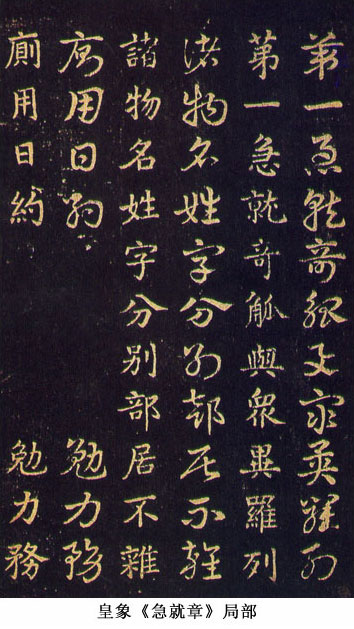 第一急就奇觚與衆異羅列
第一急就奇觚與衆異羅列
諸物名姓字分别部居不雜
諸物名姓字分别部居不雜
廁用日約 勉力務
廁用日約 勉力務
皇象《急就章》局部